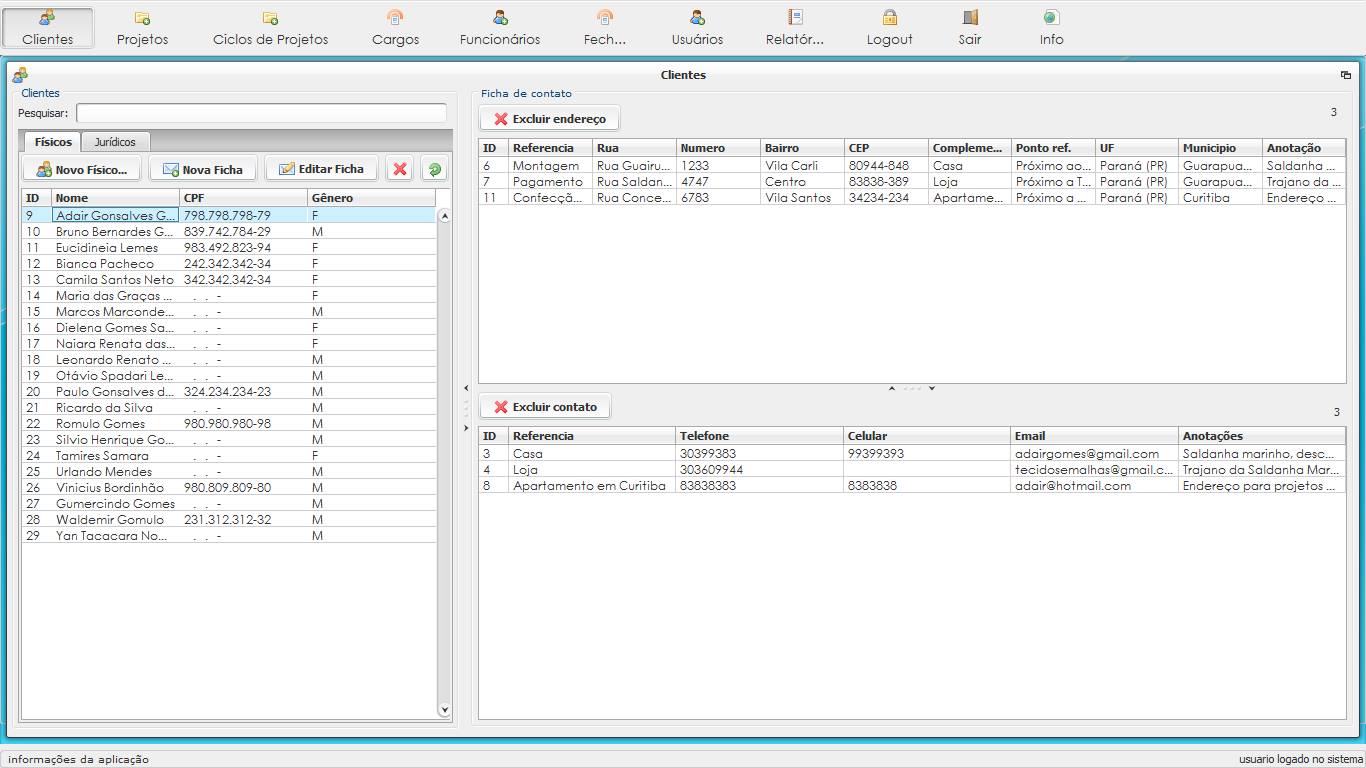 Clientes Projetos Ciclos de Projetos Cargos Funcionários Fech... Usuários Relatór... Logout Sair Info
Clientes
Clientes
Pesquisar:
Físicos Jurídicos
Novo Físico... Nova Ficha Editar Ficha
ID Nome CPF Gênero
9 Adair Gonsalves G... 798.798.798-79 F
10 Bruno Bernardes G... 839.742.784-29 M
11 Eucidineia Lemes 983.492.823-94 F
12 Bianca Pacheco 242.342.342-34 F
13 Camila Santos Neto 342.342.342-34 F
14 Maria das Graças ... . . - F
15 Marcos Marconde... . . - M
16 Dielena Gomes Sa... . . - F
17 Naiara Renata das... . . - F
18 Leonardo Renato ... . . - M
19 Otávio Spadari Le... . . - M
20 Paulo Gonsalves d... 324.234.234-23 M
21 Ricardo da Silva . . - M
22 Romulo Gomes 980.980.980-98 M
23 Silvio Henrique Go... . . - M
24 Tamires Samara . . - F
25 Urlando Mendes . . - M
26 Vinicius Bordinhão 980.809.809-80 M
27 Gumercindo Gomes . . - M
28 Waldemir Gomulo 231.312.312-32 M
29 Yan Tacacara No... . . - M
Ficha de contato
Excluir endereço 3
ID Referencia Rua Numero Bairro CEP Compleme... Ponto ref. UF Municipio Anotação
6 Montagem Rua Guairu... 1233 Vila Carli 80944-848 Casa Próximo ao... Paraná (PR) Guarapua... Saldanha ...
7 Pagamento Rua Saldan... 4747 Centro 83838-389 Loja Próximo a T... Paraná (PR) Guarapua... Trajano da ...
11 Confecçã... Rua Conce... 6783 Vila Santos 34234-234 Apartame... Próximo a ... Paraná (PR) Curitiba Endereço ...
Excluir contato 3
ID Referencia Telefone Celular Email Anotações
3 Casa 30399383 99399393 adairgomes@gmail.com Saldanha marinho, desc...
4 Loja 303609944 tecidosemalhas@gmail.c... Trajano da Saldanha Mar...
8 Apartamento em Curitiba 83838383 8383838 adair@hotmail.com Endereço para projetos ...
informações da aplicação usuario logado no sistema